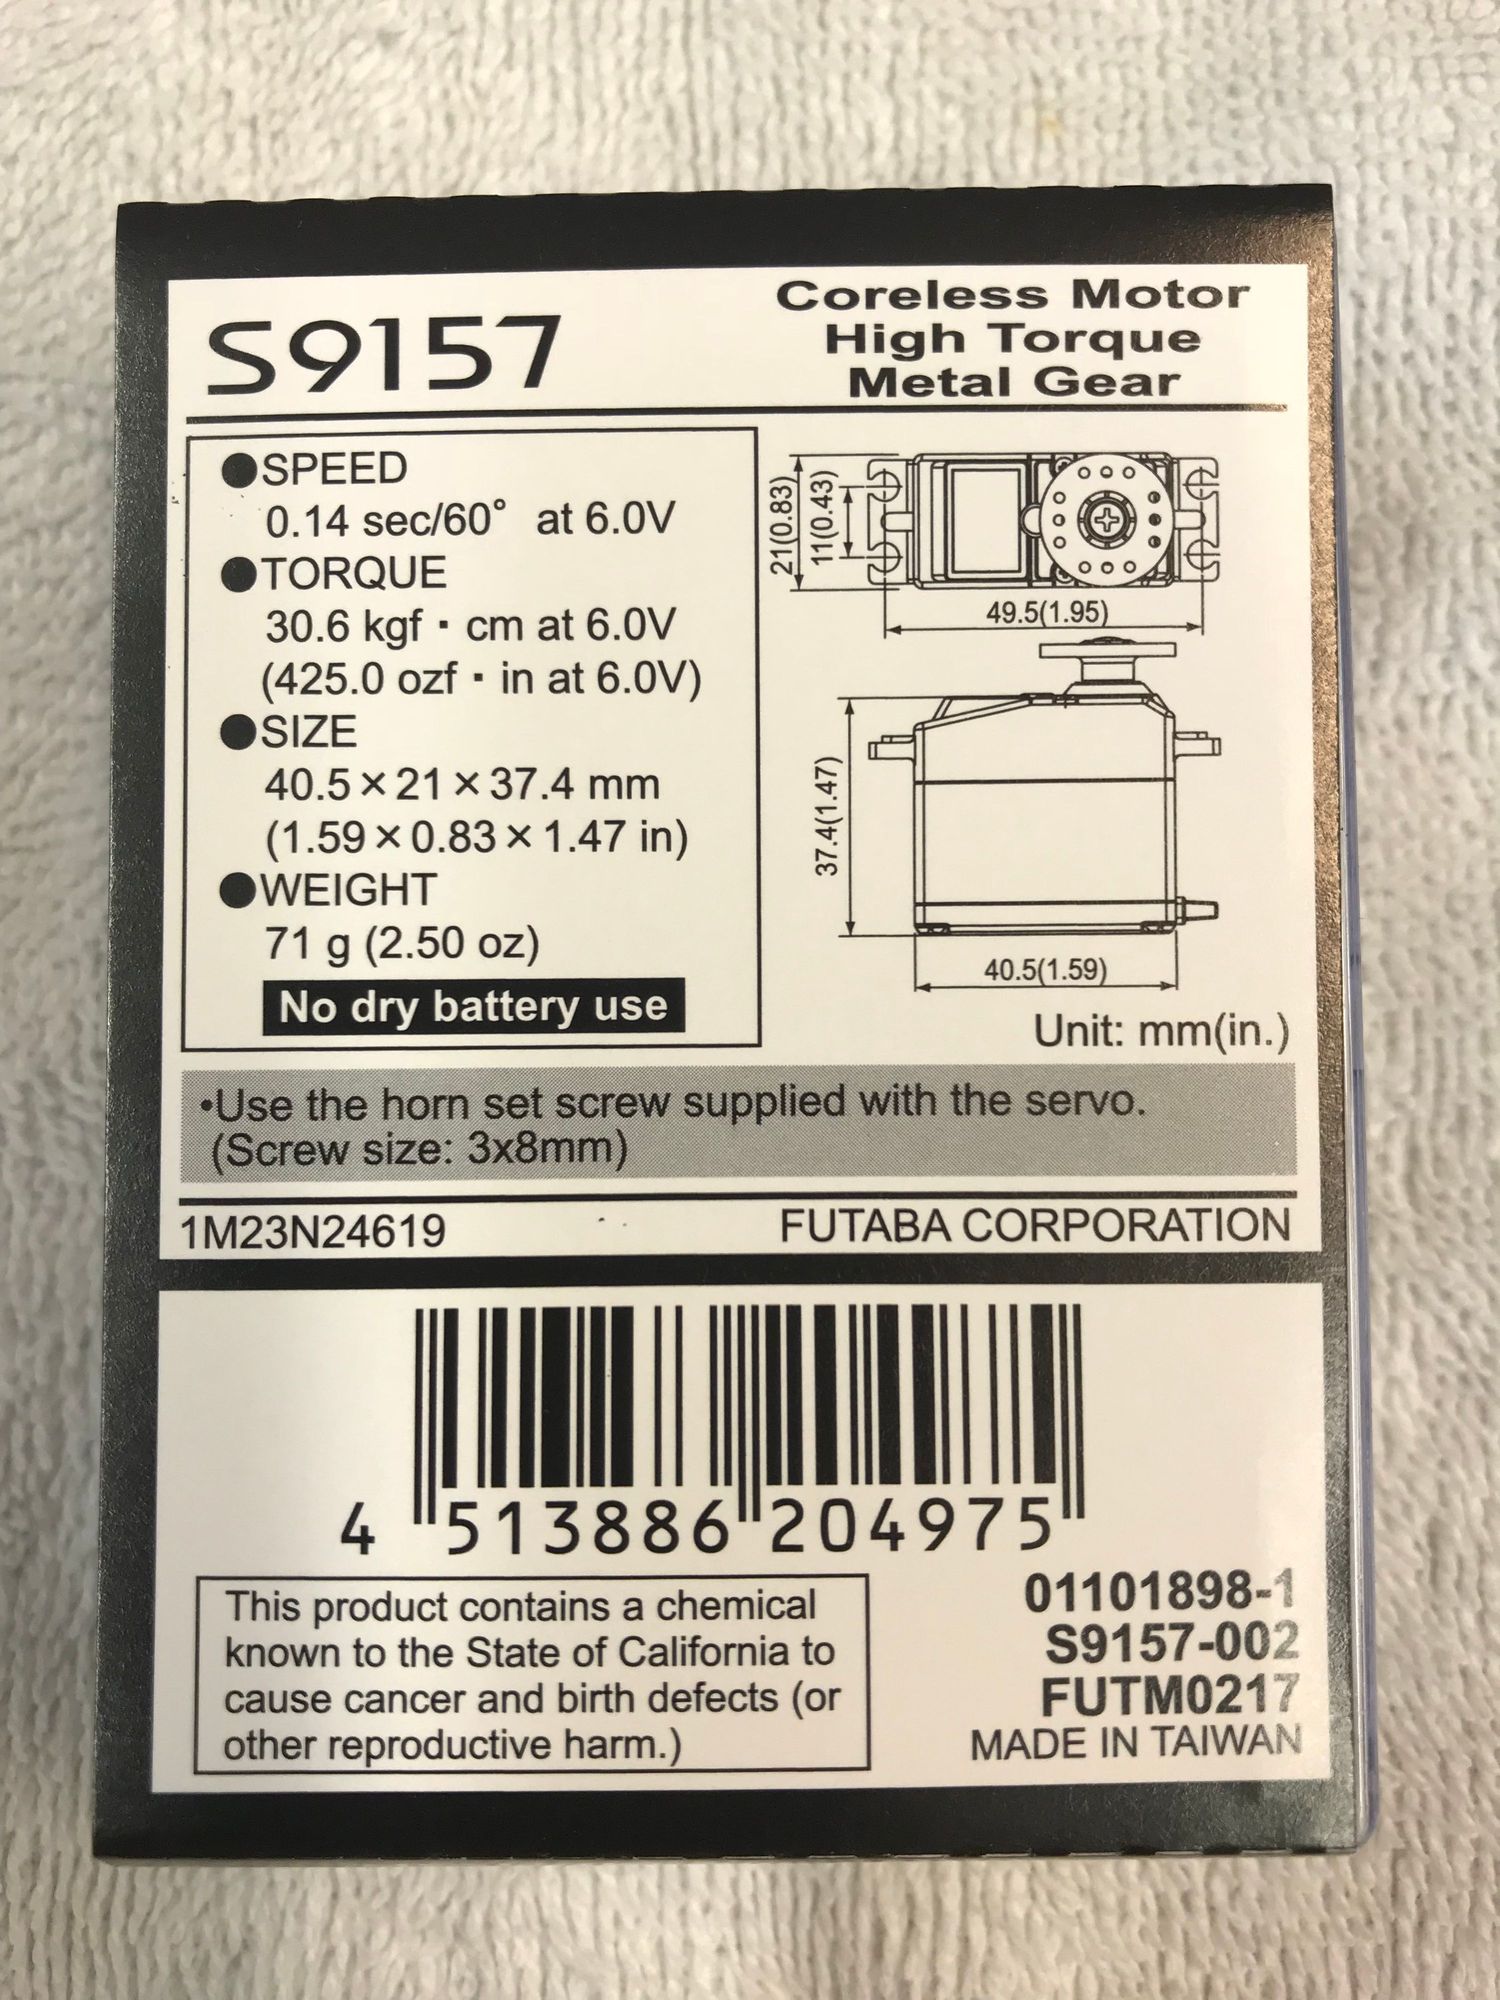 S9157
Coreless Motor
High Torque
Metal Gear
●SPEED
0.14 sec/60° at 6.0V
●TORQUE
30.6 kgf・cm at 6.0V
(425.0 ozf・in at 6.0V)
●SIZE
40.5×21×37.4 mm
(1.59×0.83×1.47 in)
●WEIGHT
71 g (2.50 oz)
No dry battery use
21(0.83)
11(0.43)
49.5(1.95)
37.4(1.47)
40.5(1.59)
Unit: mm(in.)
•Use the horn set screw supplied with the servo.
(Screw size: 3x8mm)
1M23N24619
FUTABA CORPORATION
4 513886 204975
This product contains a chemical
known to the State of California to
cause cancer and birth defects (or
other reproductive harm.)
01101898-1
S9157-002
FUTM0217
MADE IN TAIWAN